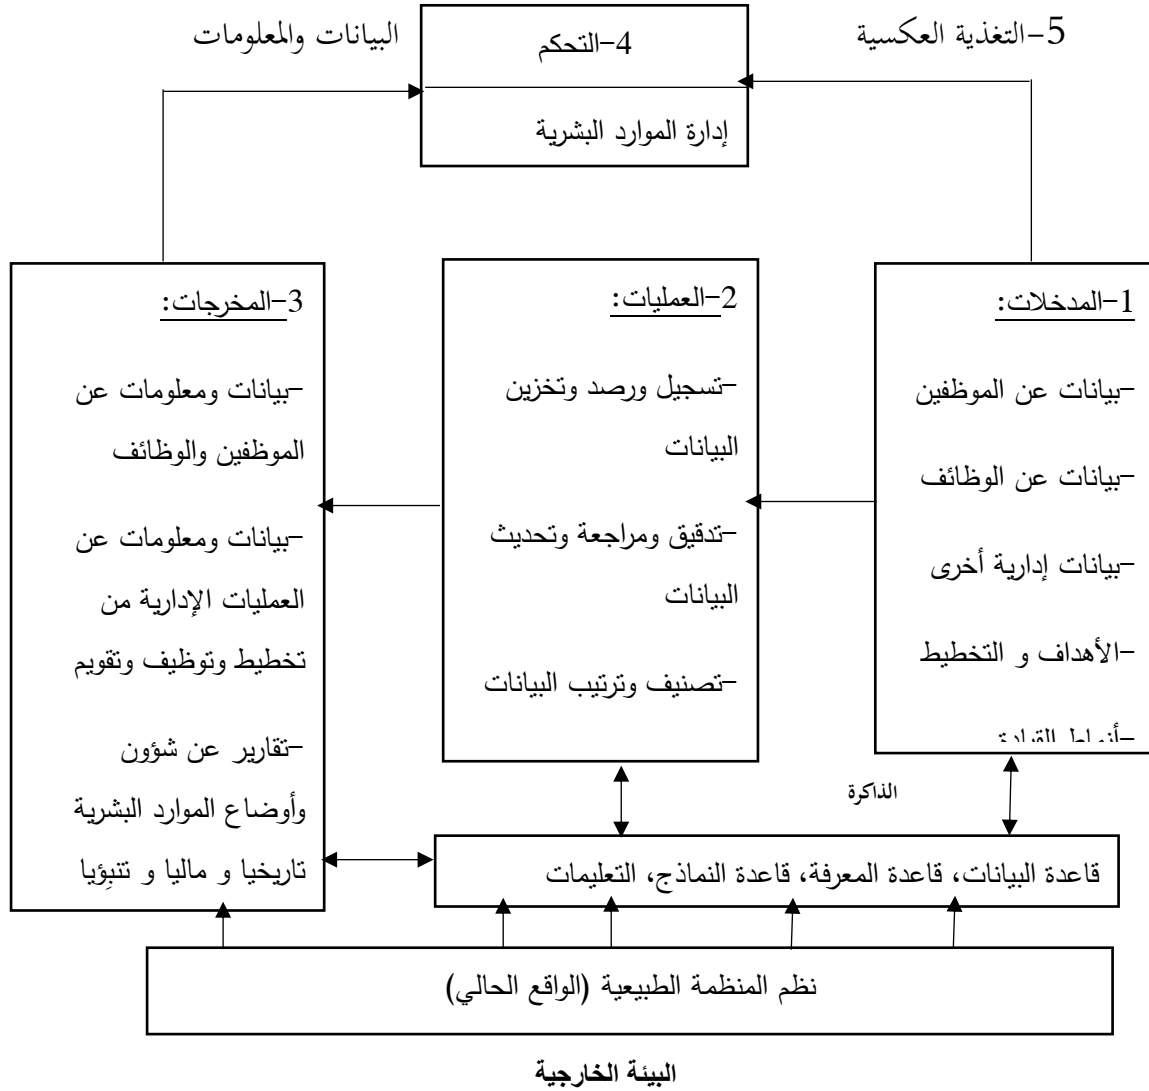 5-التغذية العكسية
4-التحكم
البيانات والمعلومات
إدارة الموارد البشرية
1-المدخلات:
-بيانات عن الموظفين
-بيانات عن الوظائف
-بيانات إدارية أخرى
-الأهداف و التخطيط
-أنماط القيادة
2-العمليات:
-تسجيل ورصد وتخزين
البيانات
-تدقيق ومراجعة وتحديث
البيانات
-تصنيف وترتيب البيانات
3-المخرجات:
-بيانات ومعلومات عن
الموظفين والوظائف
-بيانات ومعلومات عن
العمليات الإدارية من
تخطيط وتوظيف وتقويم
-تقارير عن شؤون
وأوضاع الموارد البشرية
تاريخيا و ماليا و تنبؤيا
الذاكرة
قاعدة البيانات، قاعدة المعرفة، قاعدة النماذج، التعليمات
نظم المنظمة الطبيعية (الواقع الحالي)
البيئة الخارجية